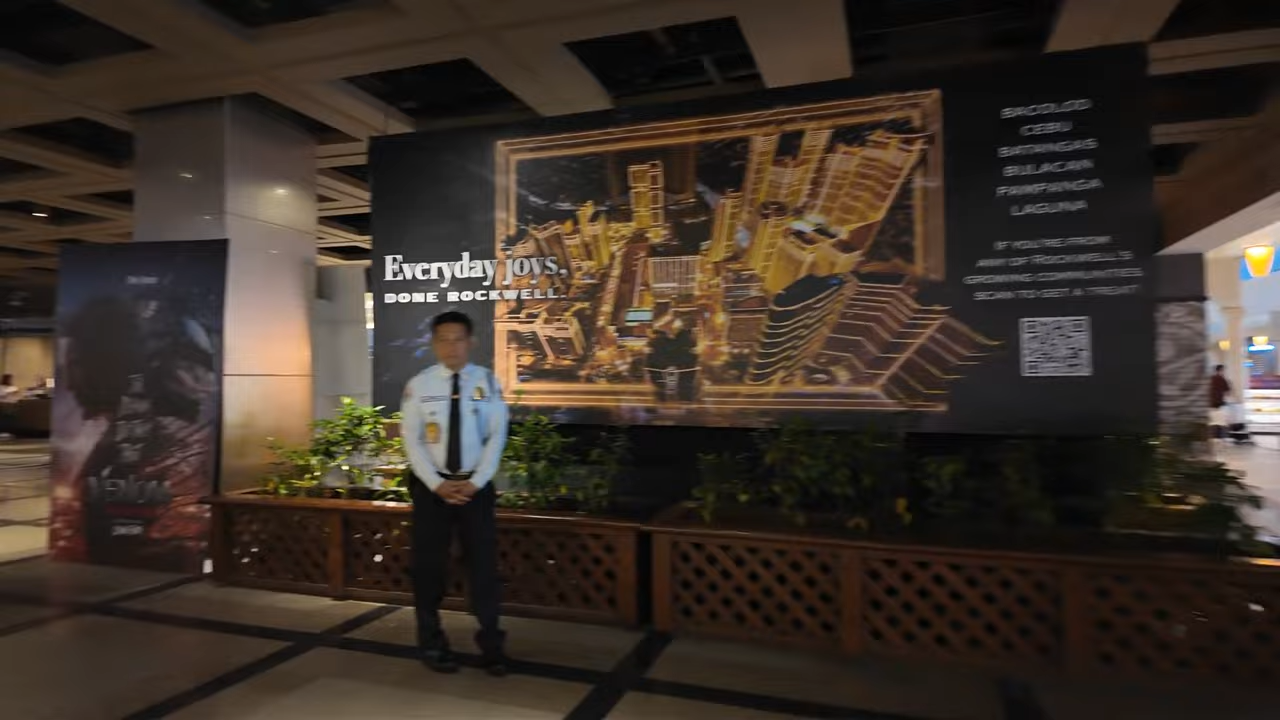 Everyday joys,
DONE ROCKWELL.
BACOLOD
CEBU
BATANGAS
BULACAN
PAMPANGA
LAGUNA
IF YOU'RE FROM
ANY OF ROCKWELL'S
GROWING COMMUNITIES
SCAN TO GET A TREAT
VENOM